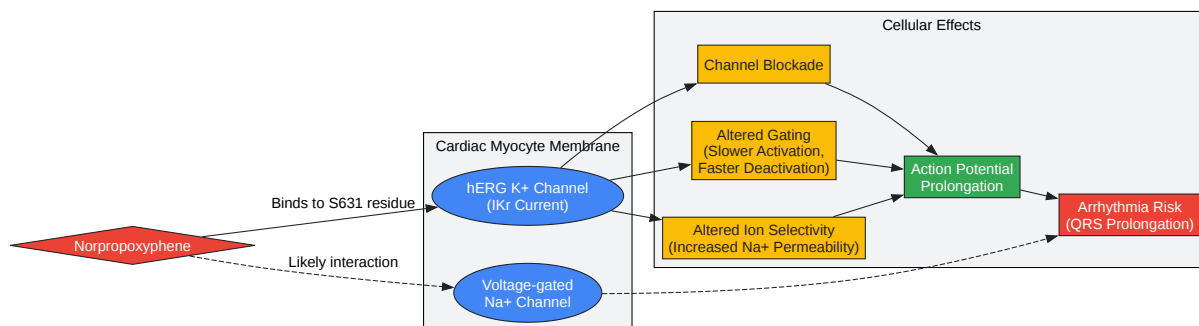 Cellular Effects
Channel Blockade
Altered Gating
(Slower Activation,
Faster Deactivation)
Cardiac Myocyte Membrane
Action Potential
Prolongation
hERG K+ Channel
(IKr Current)
Binds to S631 residue
Arrhythmia Risk
(QRS Prolongation)
Altered Ion Selectivity
(Increased Na+ Permeability)
Norpropoxyphene
Likely interaction
Voltage-gated
Na+ Channel